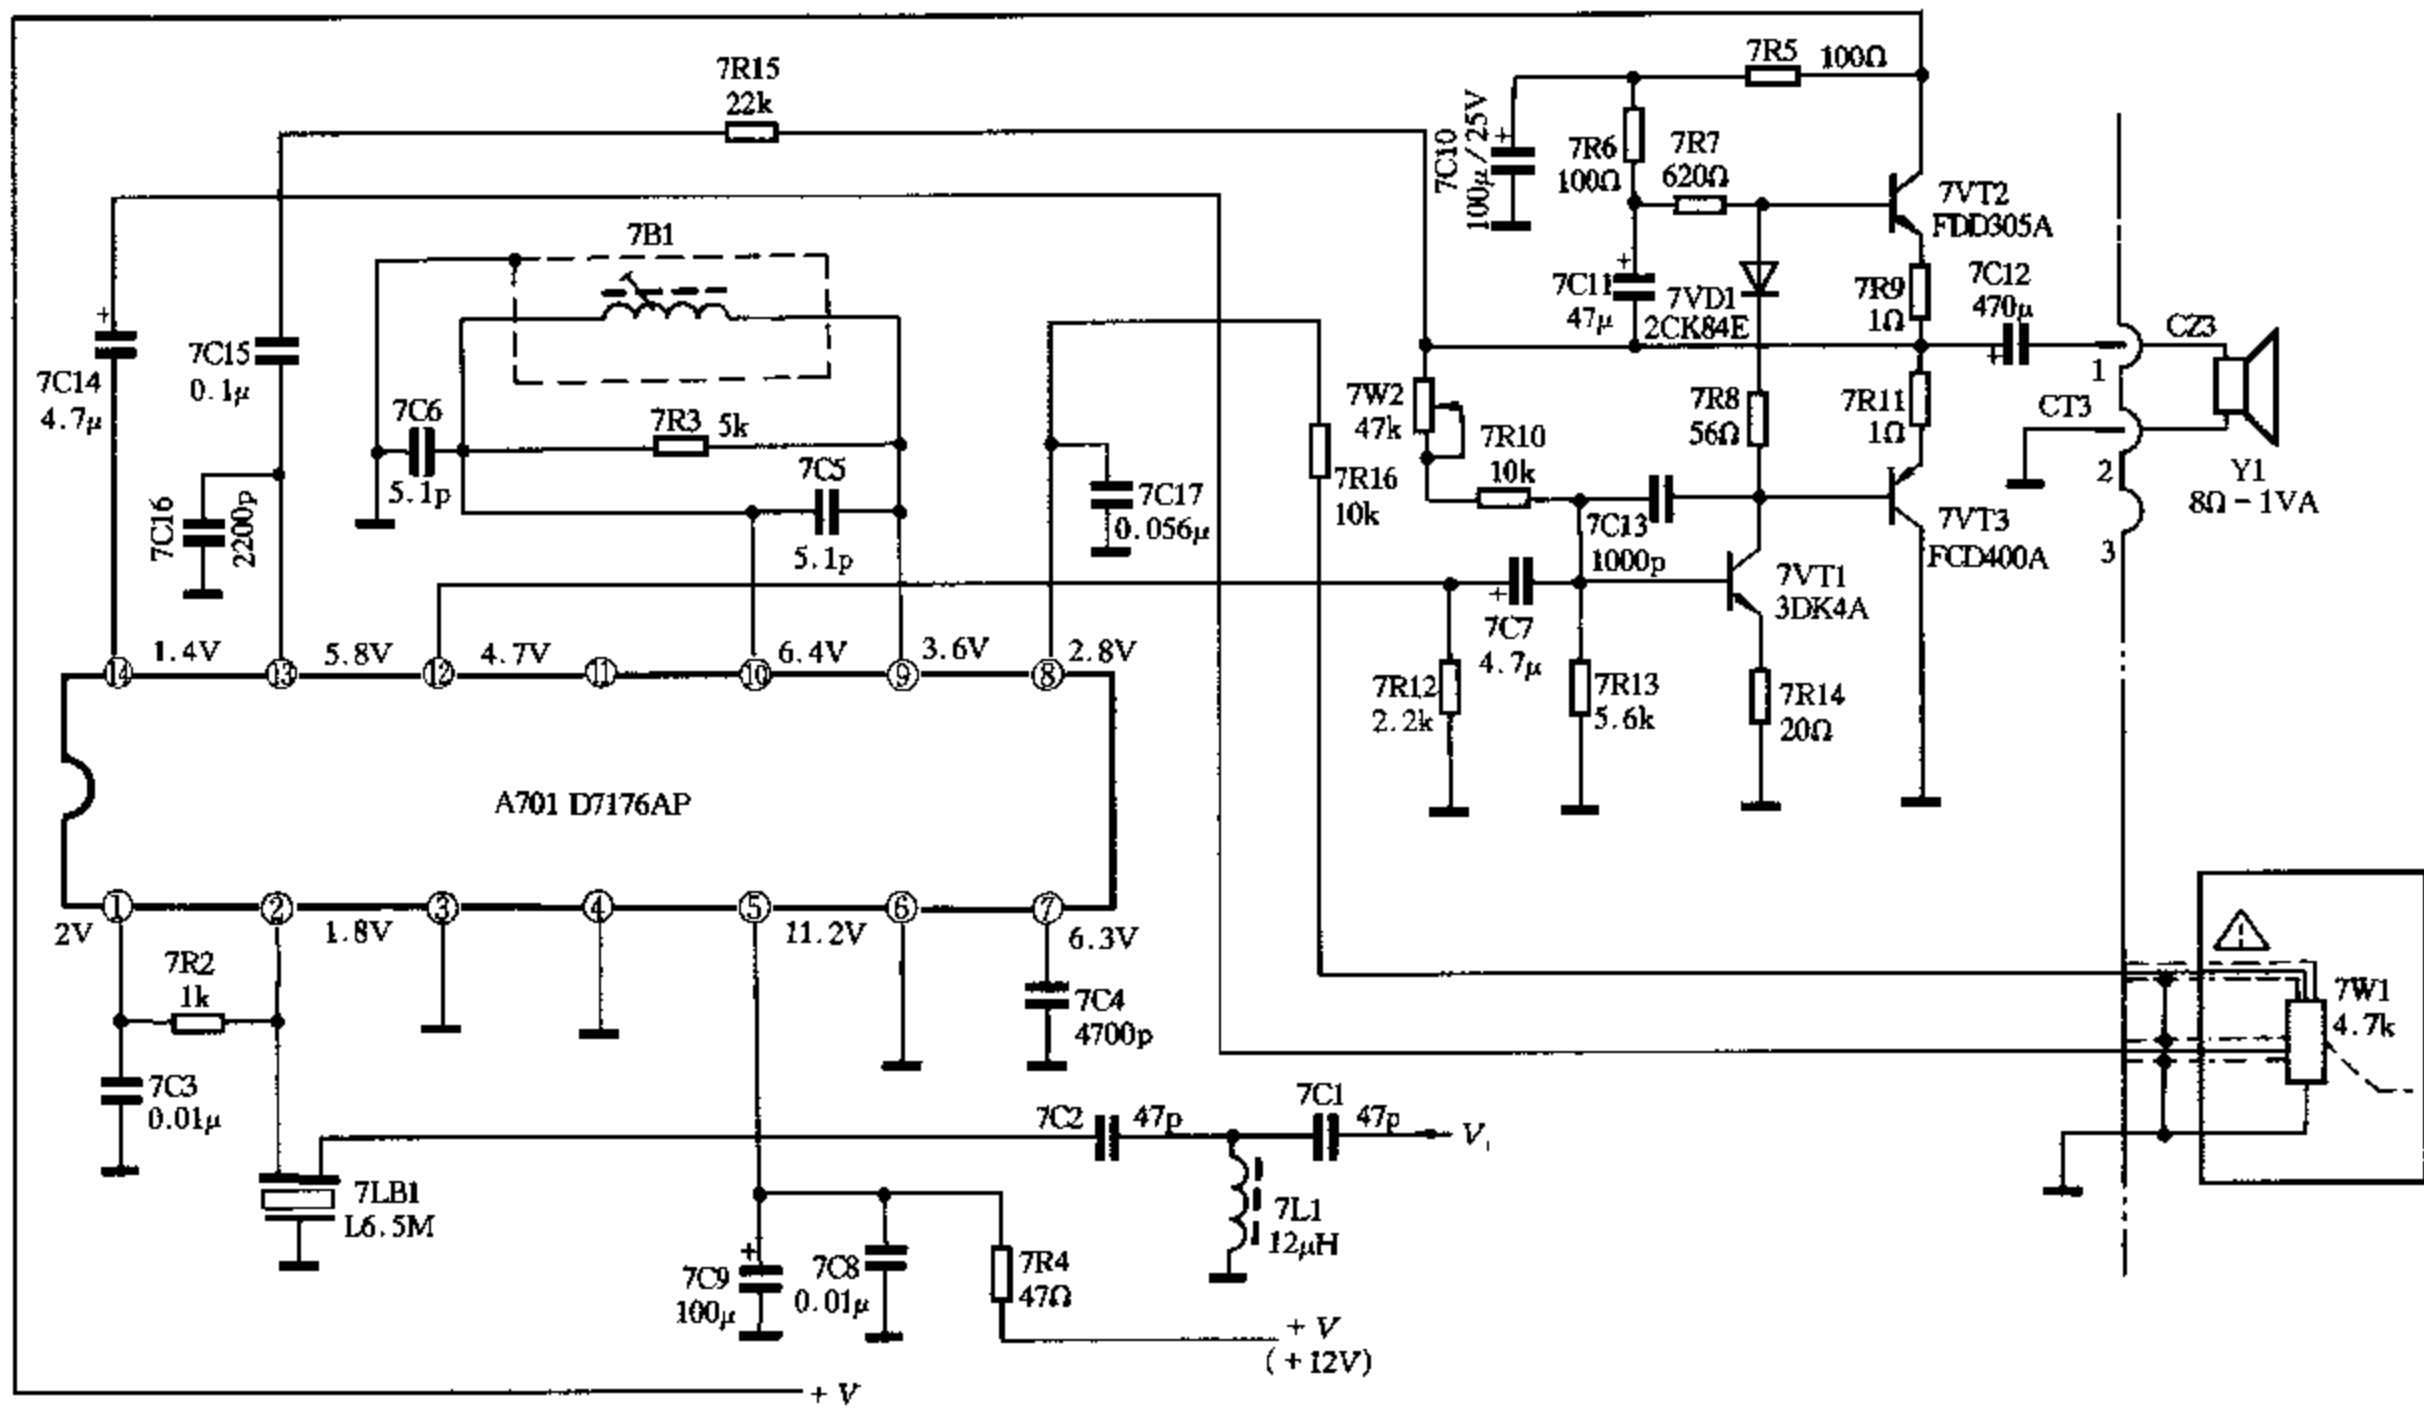 7R5 100Ω
7R15
22k
7C10
100μ/25V
7R6
100Ω
7R7
620Ω
7VT2
FDD305A
7B1
7C14
4.7μ
7C15
0.1μ
7C6
5.1p
7R3 5k
7C5
5.1p
7C16
2200p
7C17
0.056μ
7R16
10k
7C11
47μ
7VD1
2CK84E
7R9
1Ω
7C12
470μ
CZ3
1
CT3
2
3
Y1
8Ω-1VA
7W2
47k
7R10
10k
7R8
56Ω
7R11
1Ω
7C13
1000p
7VT3
FCD400A
7VT1
3DK4A
7C7
4.7μ
7R12
2.2k
7R13
5.6k
7R14
20Ω
⑭ 1.4V ⑬ 5.8V ⑫ 4.7V ⑪ ⑩ 6.4V ⑨ 3.6V ⑧ 2.8V
A701 D7176AP
① ② ③ ④ ⑤ ⑥ ⑦
2V 1.8V 11.2V 6.3V
7R2
1k
7C3
0.01μ
7C4
4700p
7W1
4.7k
7C2 47p
7C1 47p
7LB1
L6.5M
7L1
12μH
7C9
100μ
7C8
0.01μ
7R4
47Ω
+V
(+12V)
+V